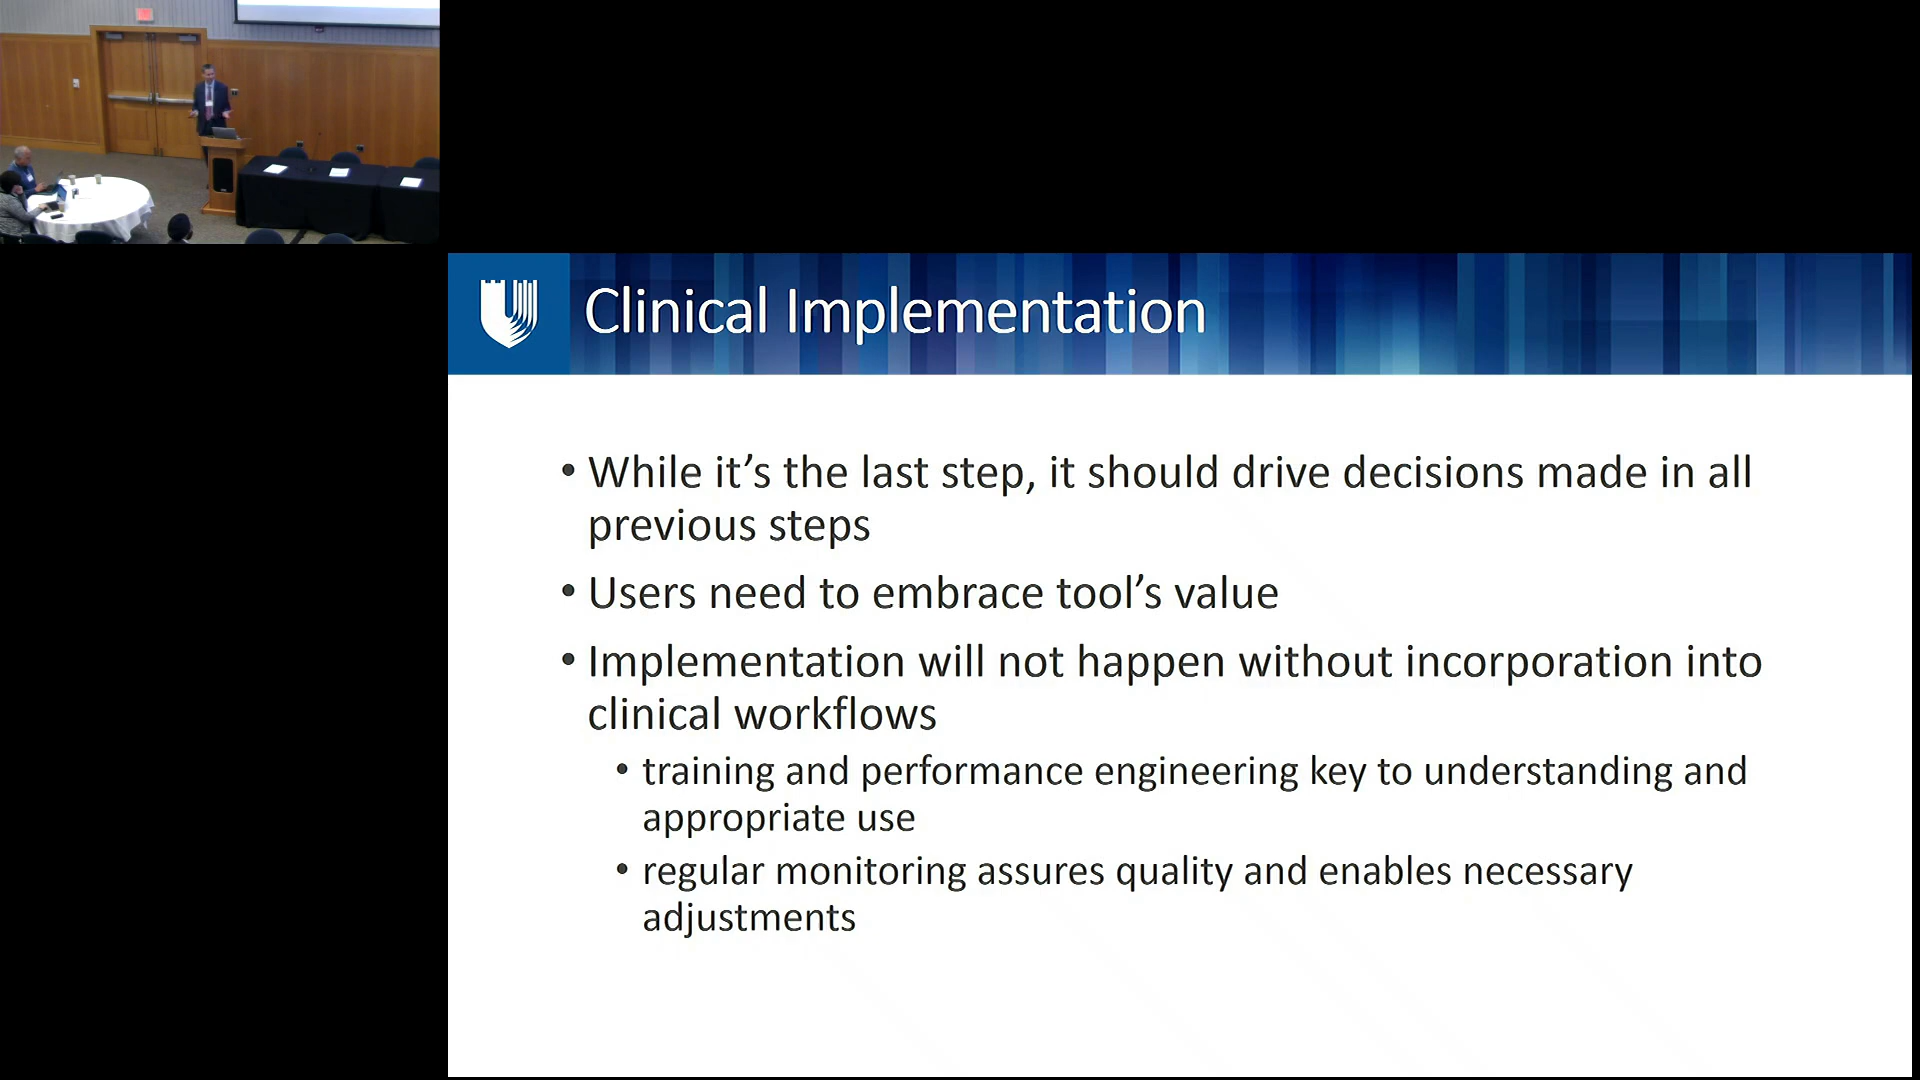 Clinical Implementation
• While it’s the last step, it should drive decisions made in all
previous steps
• Users need to embrace tool’s value
• Implementation will not happen without incorporation into
clinical workflows
• training and performance engineering key to understanding and
appropriate use
• regular monitoring assures quality and enables necessary
adjustments